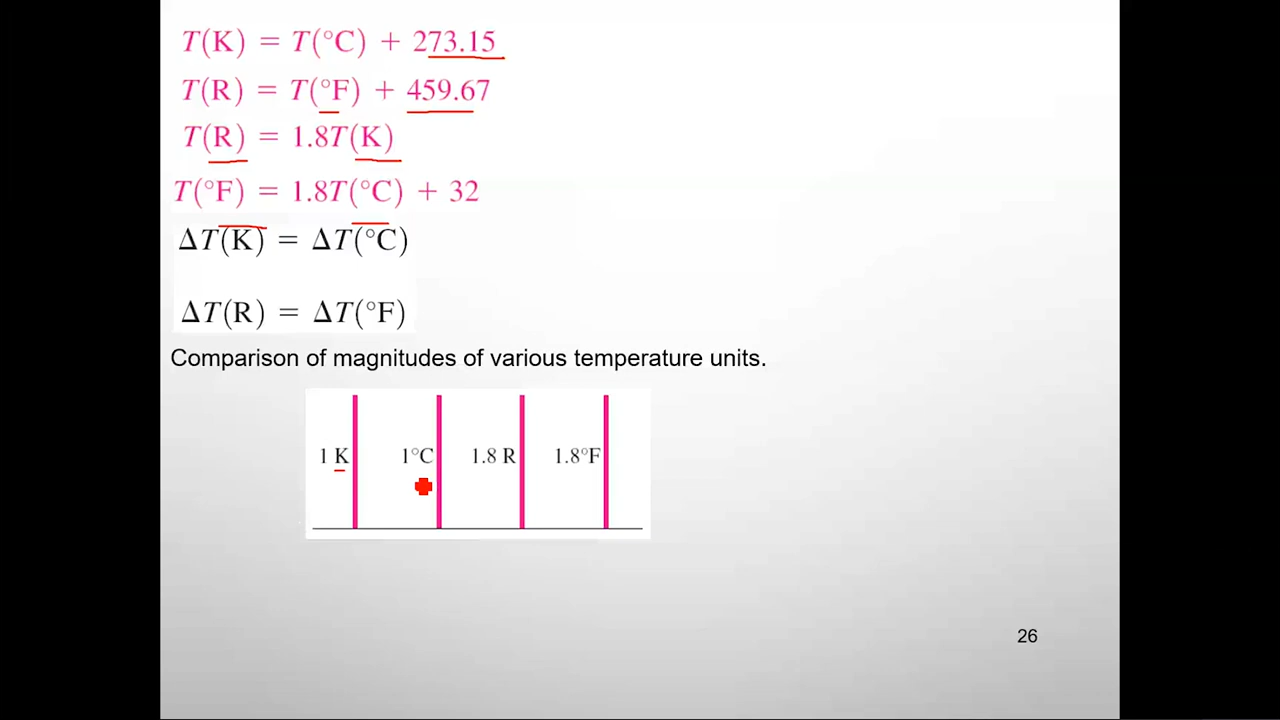 T(K) = T(°C) + 273.15
T(R) = T(°F) + 459.67
T(R) = 1.8T(K)
T(°F) = 1.8T(°C) + 32
ΔT(K) = ΔT(°C)
ΔT(R) = ΔT(°F)
Comparison of magnitudes of various temperature units.
1 K 1°C 1.8 R 1.8°F
26